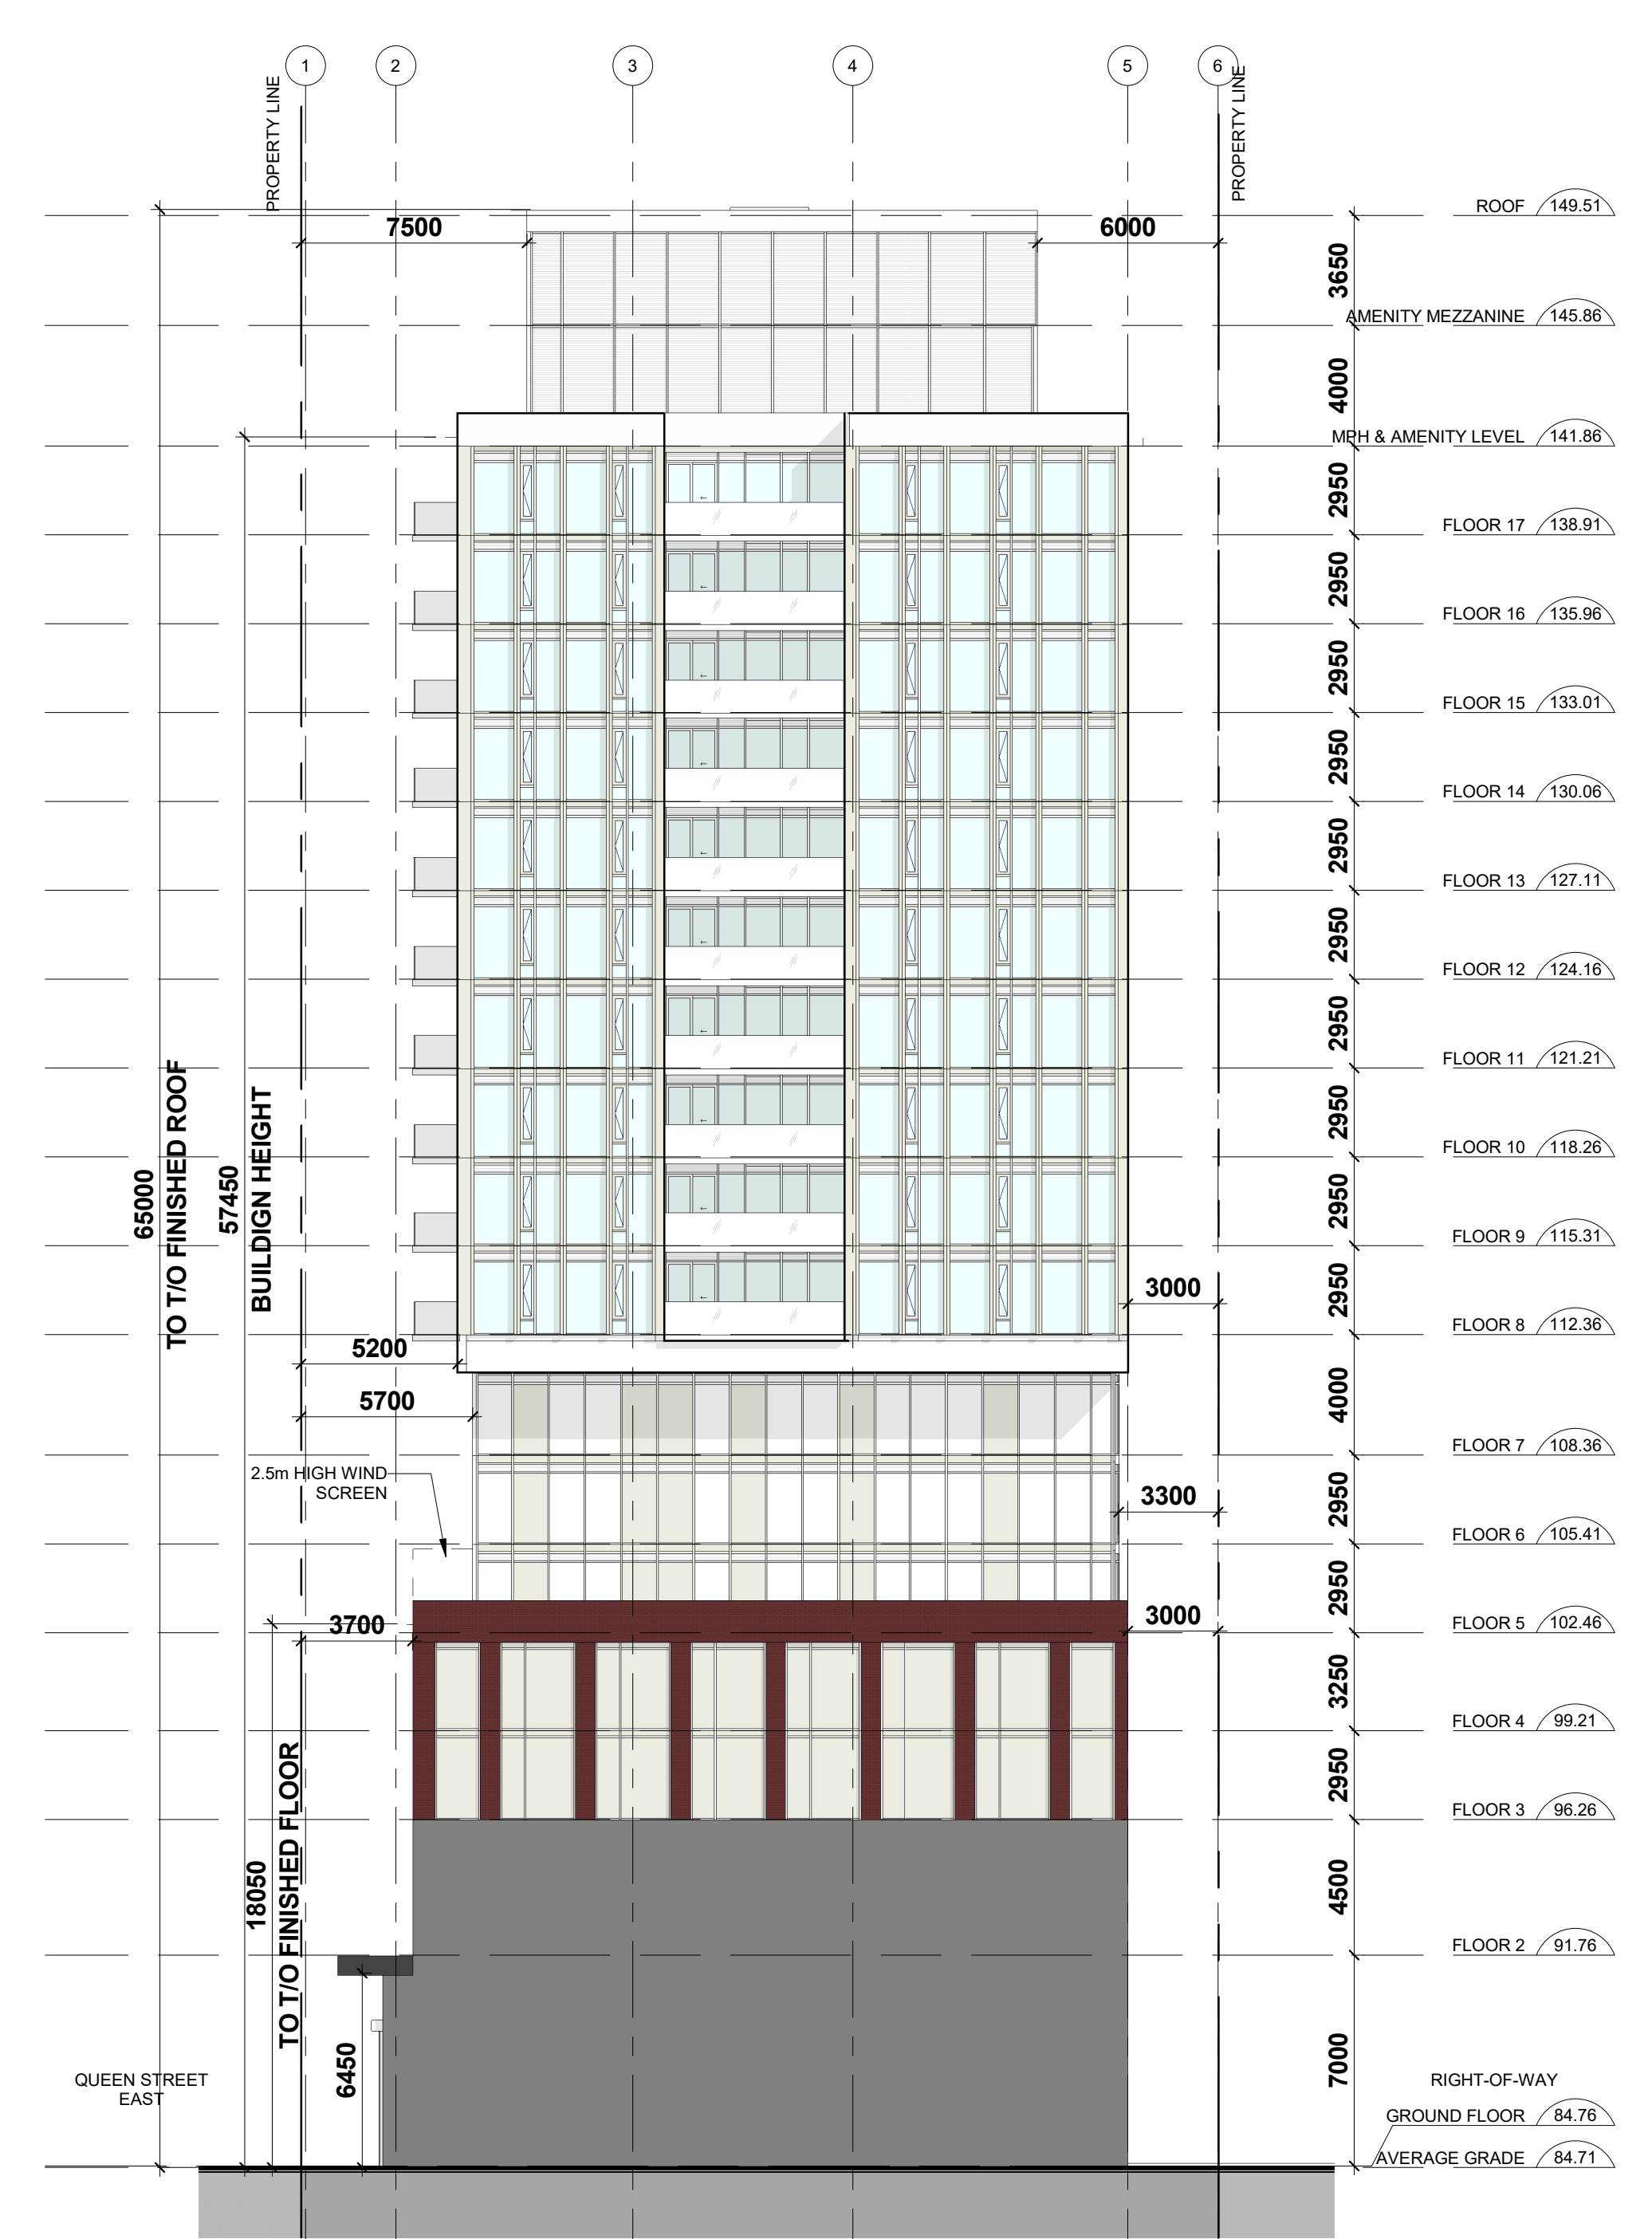 1
2
3
4
5
6
PROPERTY LINE
PROPERTY LINE
ROOF 149.51
7500
6000
3650
AMENITY MEZZANINE 145.86
4000
MPH & AMENITY LEVEL 141.86
2950
FLOOR 17 138.91
2950
FLOOR 16 135.96
2950
FLOOR 15 133.01
2950
FLOOR 14 130.06
2950
FLOOR 13 127.11
2950
FLOOR 12 124.16
2950
FLOOR 11 121.21
2950
FLOOR 10 118.26
2950
FLOOR 9 115.31
2950
3000
FLOOR 8 112.36
65000
TO T/O FINISHED ROOF
57450
BUILDIGN HEIGHT
5200
4000
5700
FLOOR 7 108.36
2.5m HIGH WIND
SCREEN
3300
2950
FLOOR 6 105.41
2950
3700
3000
FLOOR 5 102.46
3250
FLOOR 4 99.21
2950
FLOOR 3 96.26
18050
TO T/O FINISHED FLOOR
4500
FLOOR 2 91.76
6450
7000
QUEEN STREET
EAST
RIGHT-OF-WAY
GROUND FLOOR 84.76
AVERAGE GRADE 84.71